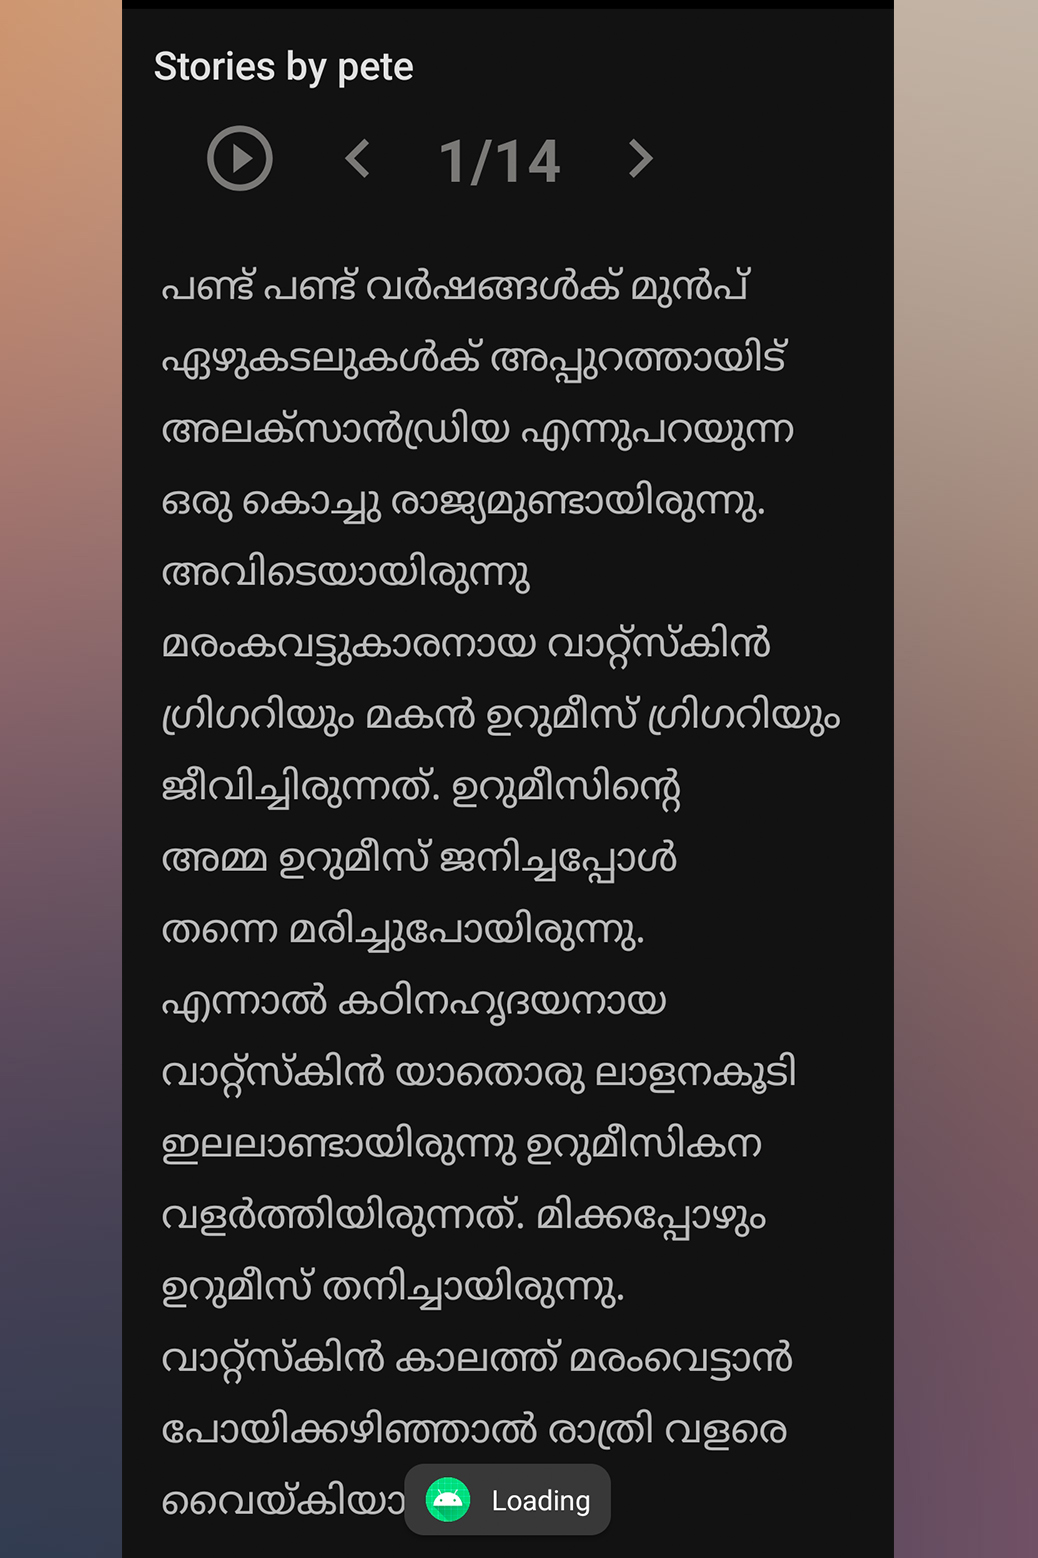 Stories by pete
1/14
പണ്ട് പണ്ട് വർഷങ്ങൾക് മുൻപ്
ഏഴുകടലുകൾക് അപ്പുറത്തായിട്
അലക്സാൻഡ്രിയ എന്നുപറയുന്ന
ഒരു കൊച്ചു രാജ്യമുണ്ടായിരുന്നു.
അവിടെയായിരുന്നു
മരംകവട്ടുകാരനായ വാറ്റ്സ്കിൻ
ഗ്രിഗറിയും മകൻ ഉറുമീസ് ഗ്രിഗറിയും
ജീവിച്ചിരുന്നത്. ഉറുമീസിന്റെ
അമ്മ ഉറുമീസ് ജനിച്ചപ്പോൾ
തന്നെ മരിച്ചുപോയിരുന്നു.
എന്നാൽ കഠിനഹൃദയനായ
വാറ്റ്സ്കിൻ യാതൊരു ലാളനകൂടി
ഇലലാണ്ടായിരുന്നു ഉറുമീസികന
വളർത്തിയിരുന്നത്. മിക്കപ്പോഴും
ഉറുമീസ് തനിച്ചായിരുന്നു.
വാറ്റ്സ്കിൻ കാലത്ത് മരംവെട്ടാൻ
പോയിക്കഴിഞ്ഞാൽ രാത്രി വളരെ
വൈയ്കിയാ
Loading